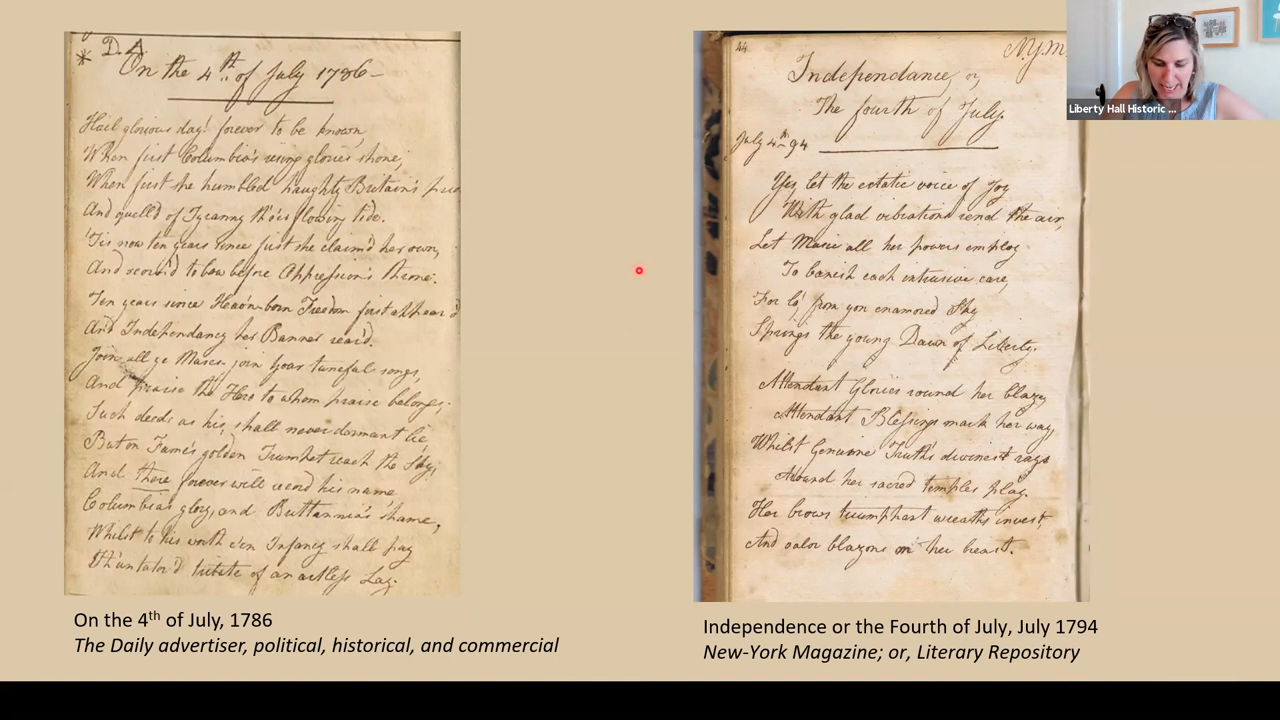 * D. A.
On the 4th of July 1786
Hail glorious day! forever to be known,
When first Columbia's rising glories shone,
When first she humbled haughty Britain's
And quell'd of Tyranny th'o'er flowing tide.
'Tis now ten years since first she claim'd her own,
And scorn'd to bow before Oppression's throne.
Ten years since Heav'n-born Freedom first appear'd
And Independancy her Banner rear'd.
Join all ye Muses join your tuneful songs,
And praise the Hero to whom praise belongs,
Such deeds as his, shall never dormant lie,
But on Fame's golden Trumpet reach the Sky,
And there forever will record his name
Columbia's glory, and Brittannia's shame,
Whilst to his worth e'en Infancy shall pay
Th' untutor'd tribute of an artless Lay.
On the 4th of July, 1786
The Daily advertiser, political, historical, and commercial
44
N.Y.M.
Independance, or,
The fourth of July.
July 4th 94
Yes, let the extatic voice of Joy
With glad vibrations rend the air,
Let Music all her powers employ
To banish each intrusive care,
For lo! from yon enamored Sky
Springs the young Dawn of Liberty.
Attendant Glories round her blaze,
Attendant Blessings mark her way,
Whilst Genuine Truth's divinest rays
Around her sacred temples play.
Her brows triumphant wreaths invest,
And valor blazons on her breast.
Independence or the Fourth of July, July 1794
New-York Magazine; or, Literary Repository
Liberty Hall Historic ...